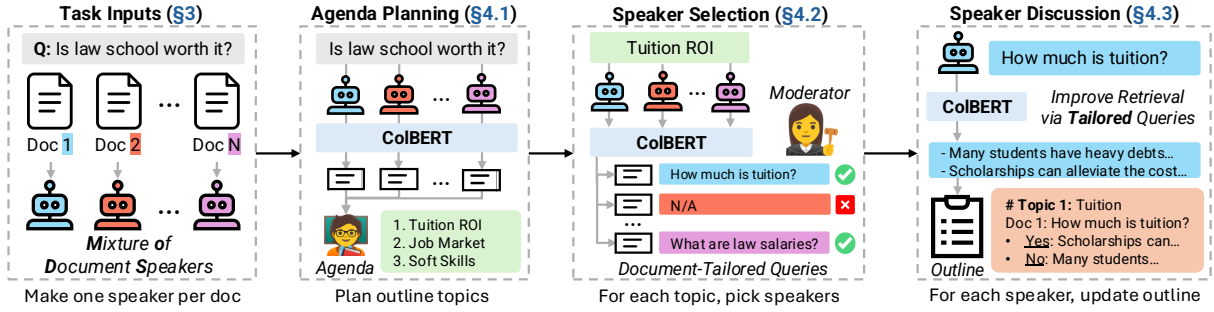 Task Inputs (§3)
Q: Is law school worth it?
Doc 1
Doc 2
...
Doc N
...
Mixture of
Document Speakers
Make one speaker per doc
Agenda Planning (§4.1)
Is law school worth it?
...
ColBERT
...
1. Tuition ROI
2. Job Market
3. Soft Skills
Agenda
Plan outline topics
Speaker Selection (§4.2)
Tuition ROI
...
Moderator
ColBERT
How much is tuition?
N/A
...
What are law salaries?
Document-Tailored Queries
For each topic, pick speakers
Speaker Discussion (§4.3)
How much is tuition?
ColBERT
Improve Retrieval
via Tailored Queries
- Many students have heavy debts...
- Scholarships can alleviate the cost...
# Topic 1: Tuition
Doc 1: How much is tuition?
• Yes: Scholarships can...
• No: Many students...
Outline
For each speaker, update outline